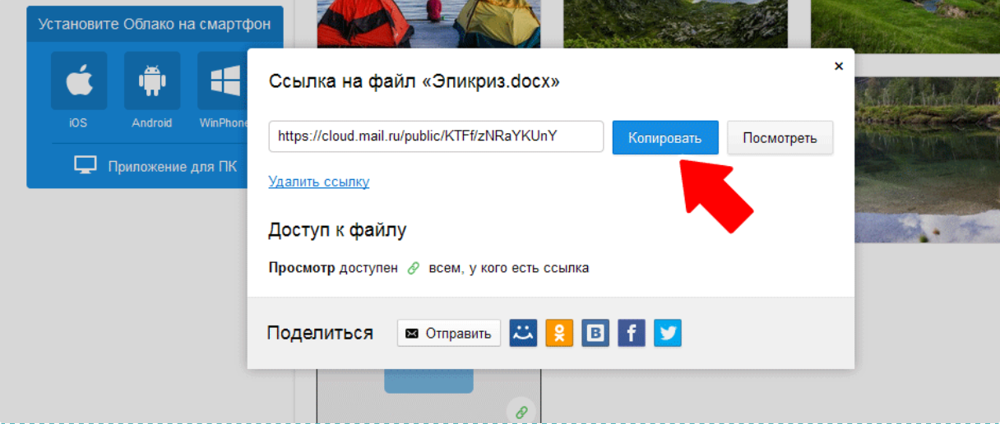 Установите Облако на смартфон
iOS Android WinPhone
Приложение для ПК
Ссылка на файл «Эпикриз.docx»
https://cloud.mail.ru/public/KTFf/zNRaYKUnY Копировать Посмотреть
Удалить ссылку
Доступ к файлу
Просмотр доступен всем, у кого есть ссылка
Поделиться Отправить